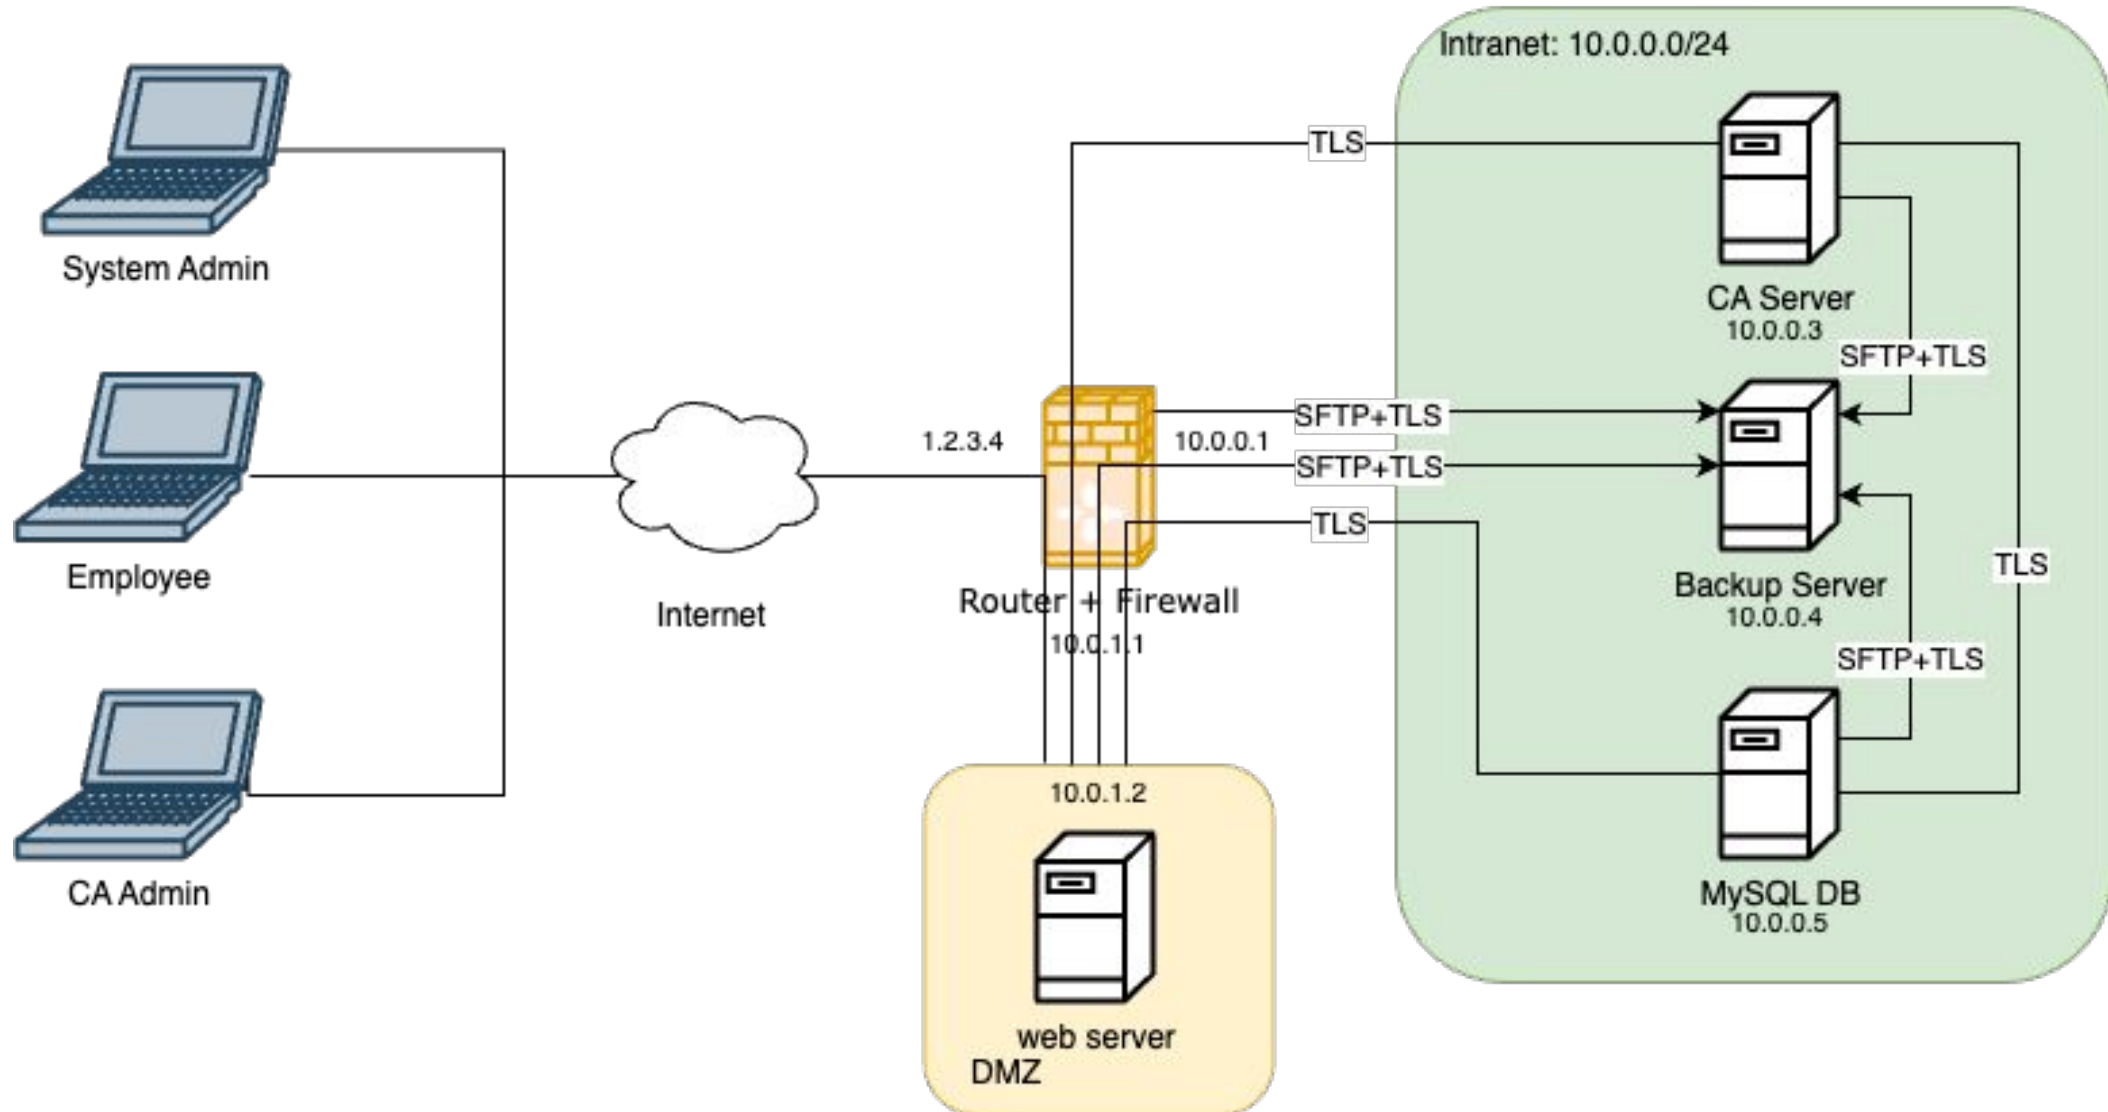 Intranet: 10.0.0.0/24
System Admin
TLS
CA Server
10.0.0.3
SFTP+TLS
Employee
Internet
1.2.3.4
10.0.0.1
SFTP+TLS
SFTP+TLS
TLS
Router + Firewall
10.0.1.1
Backup Server
10.0.0.4
TLS
SFTP+TLS
CA Admin
MySQL DB
10.0.0.5
10.0.1.2
web server
DMZ